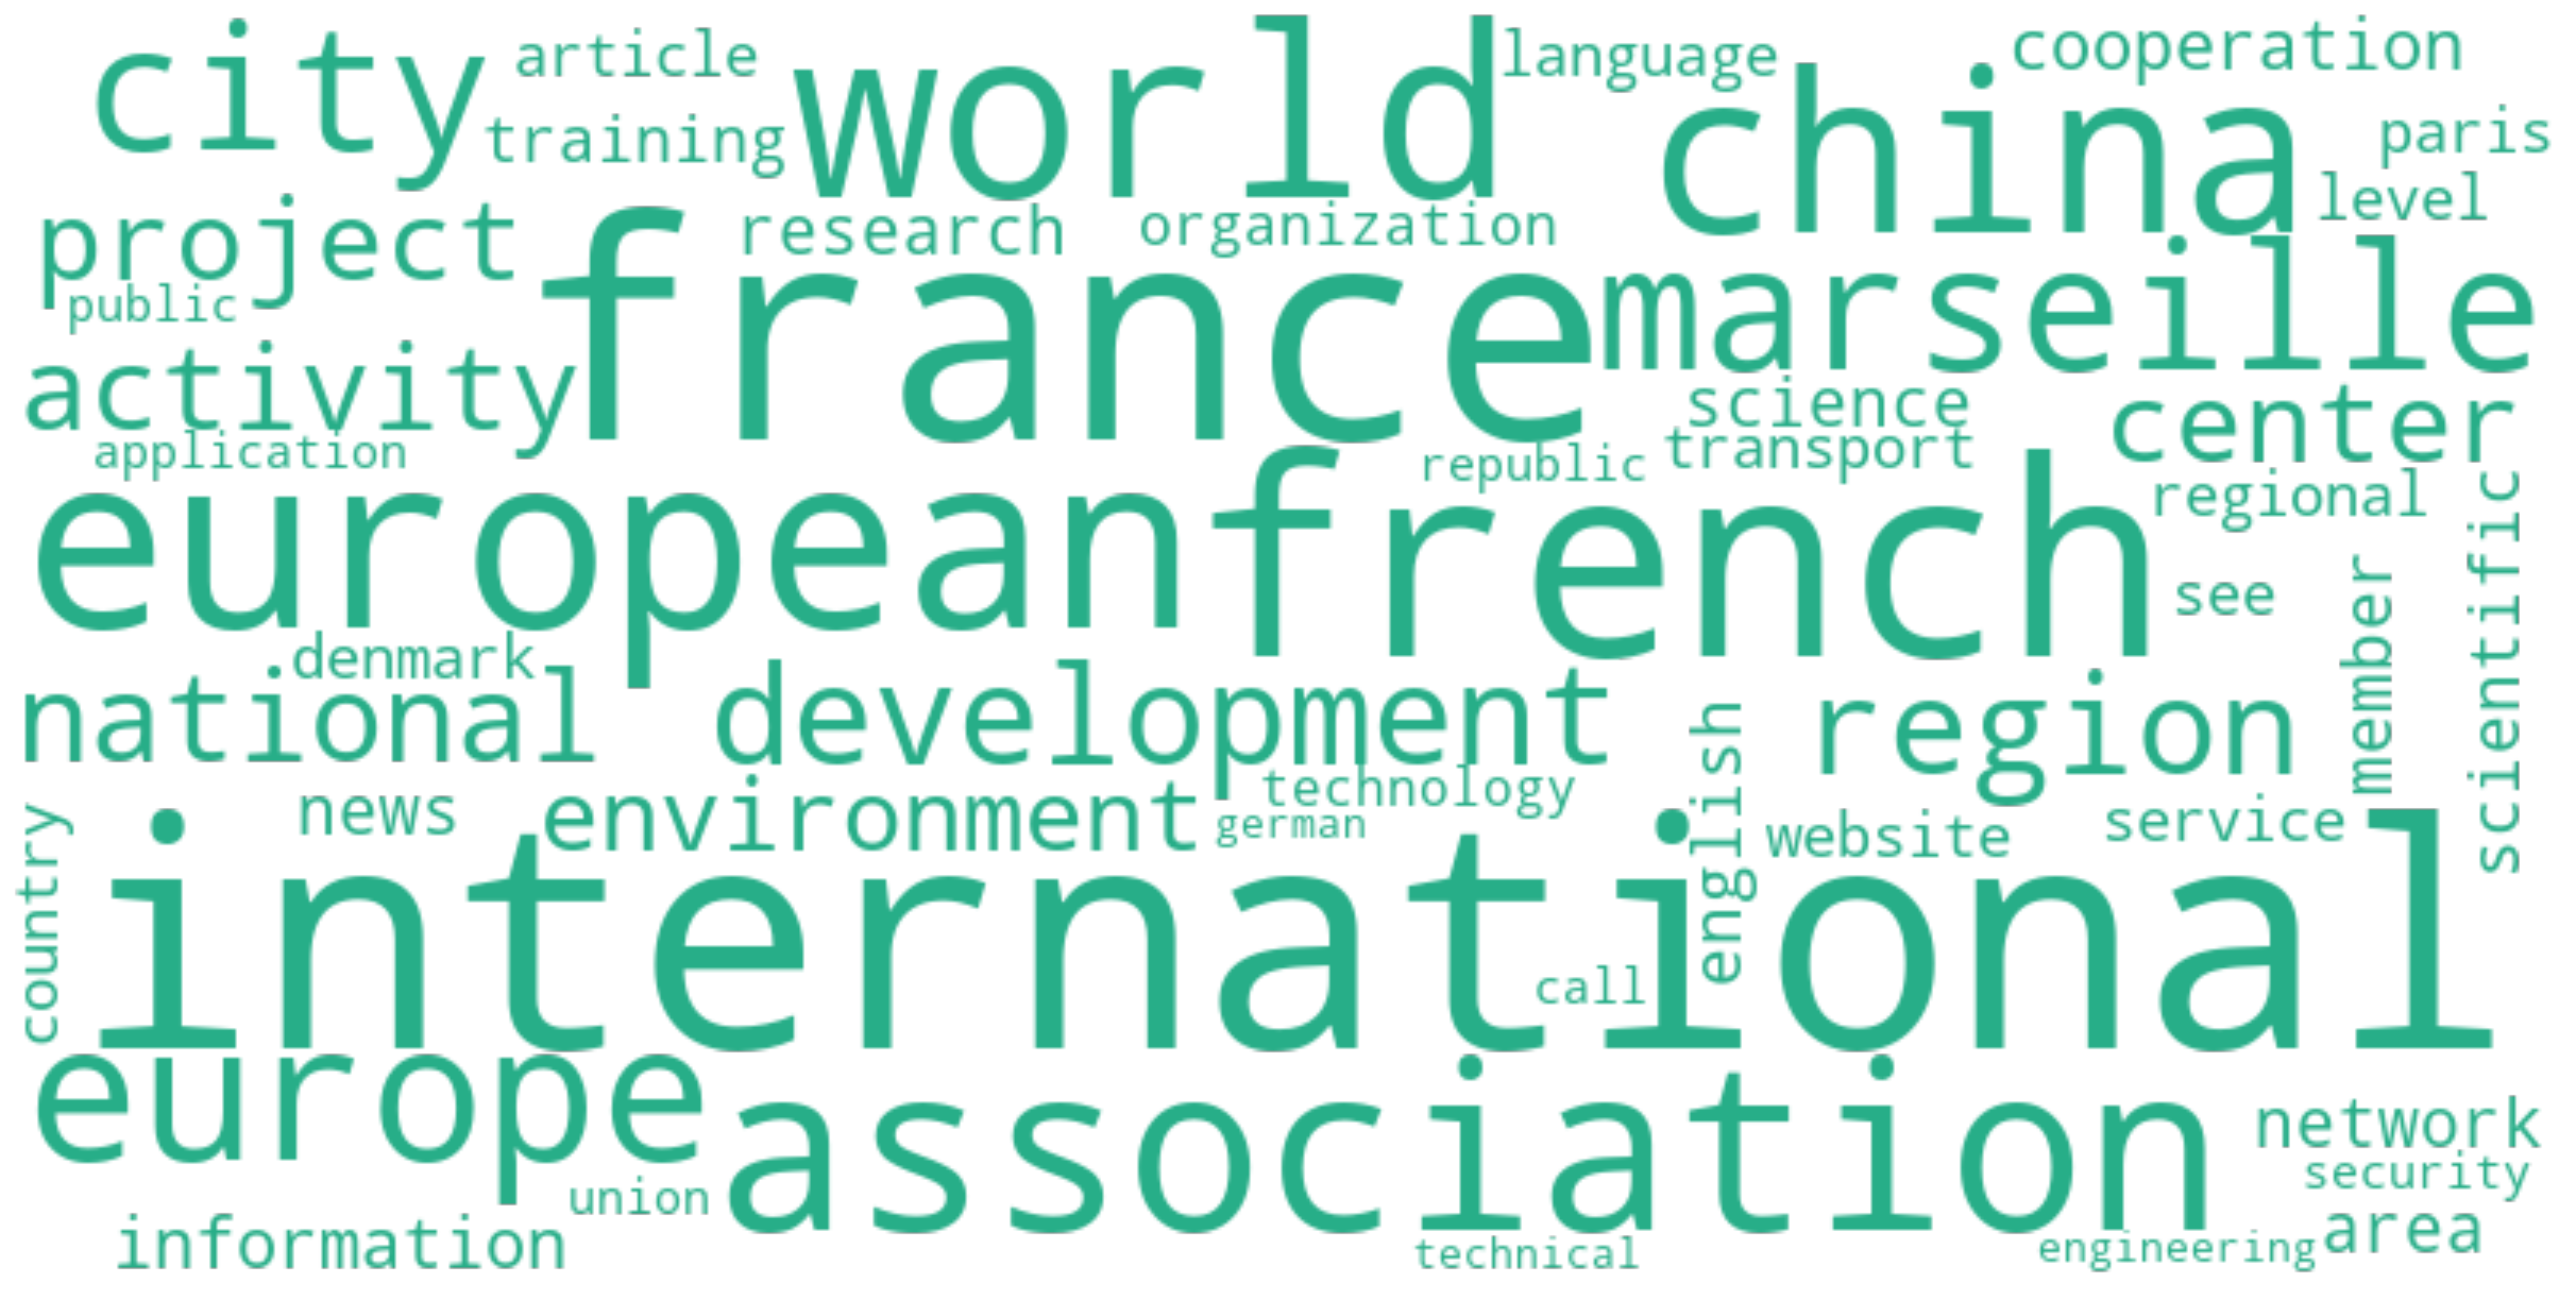 city
article
world
language
china
cooperation
training
paris
level
project
research
organization
public
france
marseille
activity
science
center
application
republic
transport
european
french
regional
scientific
see
member
denmark
national
development
region
english
technology
news
environment
german
website
service
country
international
call
europe
association
network
security
union
information
technical
engineering
area